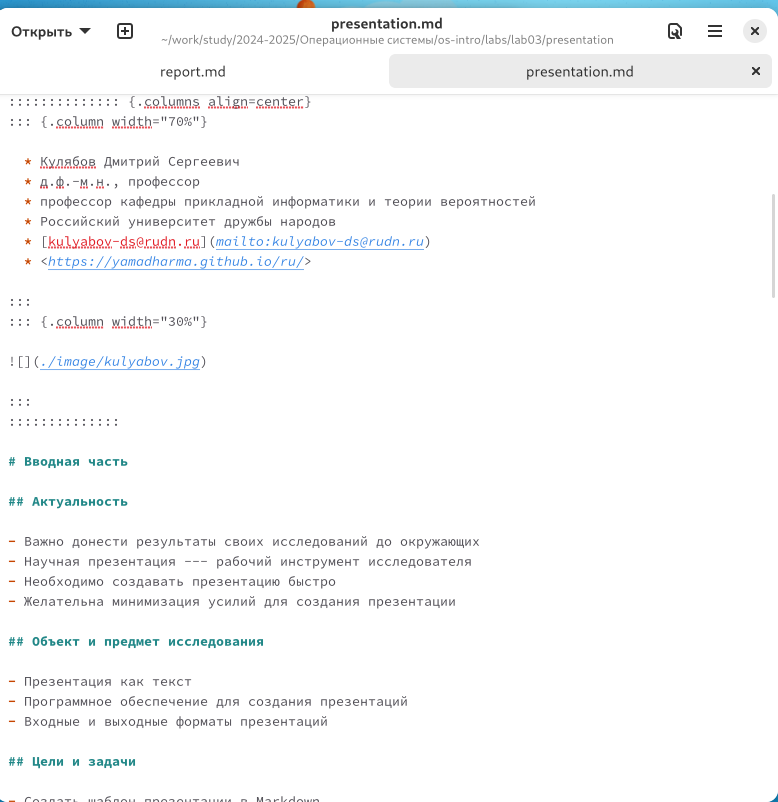 Открыть
presentation.md
~/work/study/2024-2025/Операционные системы/os-intro/labs/lab03/presentation
report.md
presentation.md
:::::::::::::: {.columns align=center}
::: {.column width="70%"}
* Кулябов Дмитрий Сергеевич
* д.ф.-м.н., профессор
* профессор кафедры прикладной информатики и теории вероятностей
* Российский университет дружбы народов
* [kulyabov-ds@rudn.ru](mailto:kulyabov-ds@rudn.ru)
* <https://yamadharma.github.io/ru/>
:::
::: {.column width="30%"}
![](./image/kulyabov.jpg)
:::
::::::::::::::
# Вводная часть
## Актуальность
- Важно донести результаты своих исследований до окружающих
- Научная презентация --- рабочий инструмент исследователя
- Необходимо создавать презентацию быстро
- Желательна минимизация усилий для создания презентации
## Объект и предмет исследования
- Презентация как текст
- Программное обеспечение для создания презентаций
- Входные и выходные форматы презентаций
## Цели и задачи
- Создать шаблон презентации в Markdown